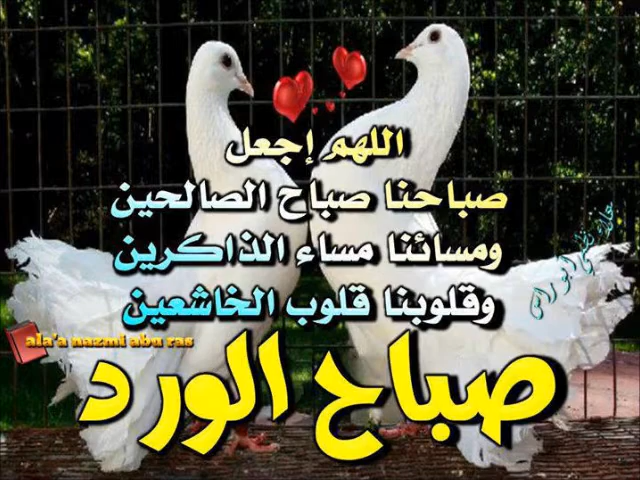 اللهم إجعل
صباحنا صباح الصالحين
ومسائنا مساء الذاكرين
وقلوبنا قلوب الخاشعين
ala'a nazmi abu ras
صباح الورد